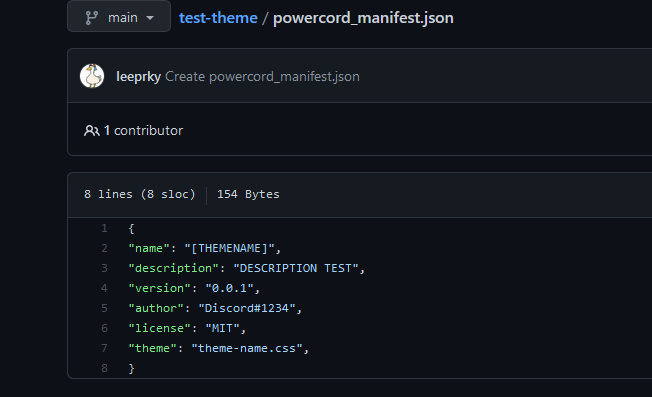 main
test-theme / powercord_manifest.json
leeprky Create powercord_manifest.json
1 contributor
8 lines (8 sloc) 154 Bytes
1 {
2 "name": "[THEMENAME]",
3 "description": "DESCRIPTION TEST",
4 "version": "0.0.1",
5 "author": "Discord#1234",
6 "license": "MIT",
7 "theme": "theme-name.css",
8 }